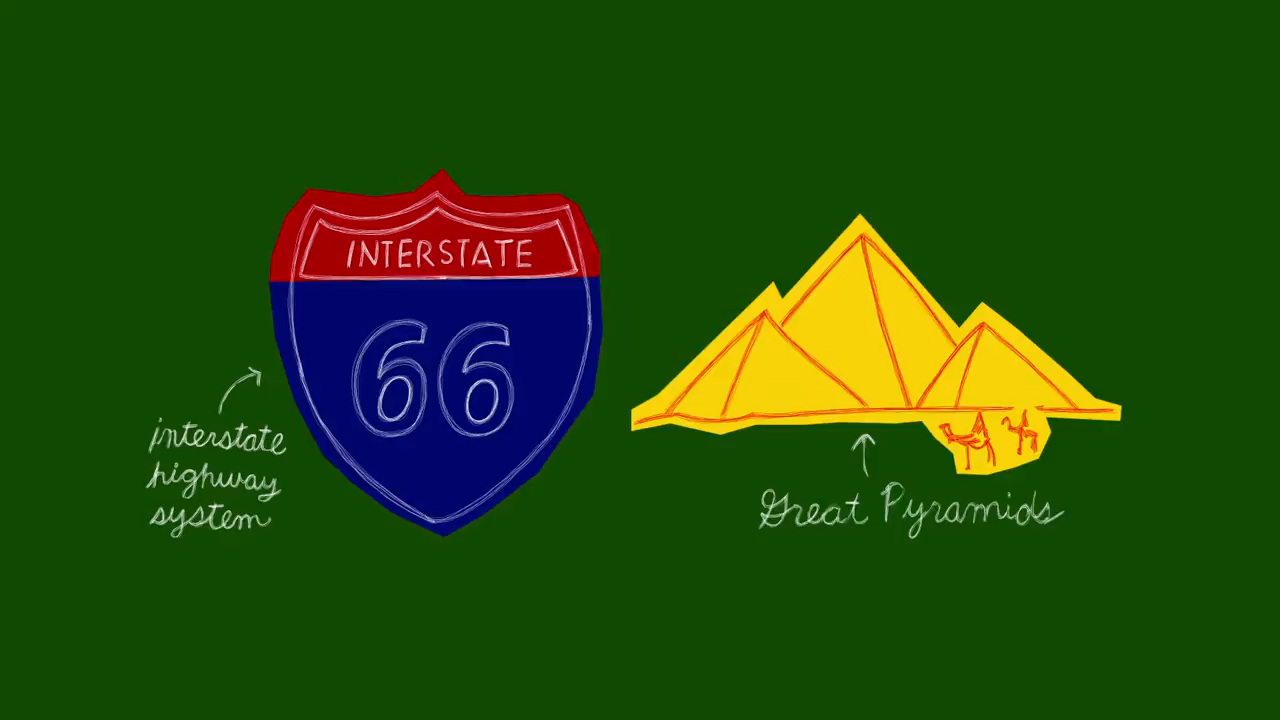 INTERSTATE
66
interstate
highway
system
Great Pyramids